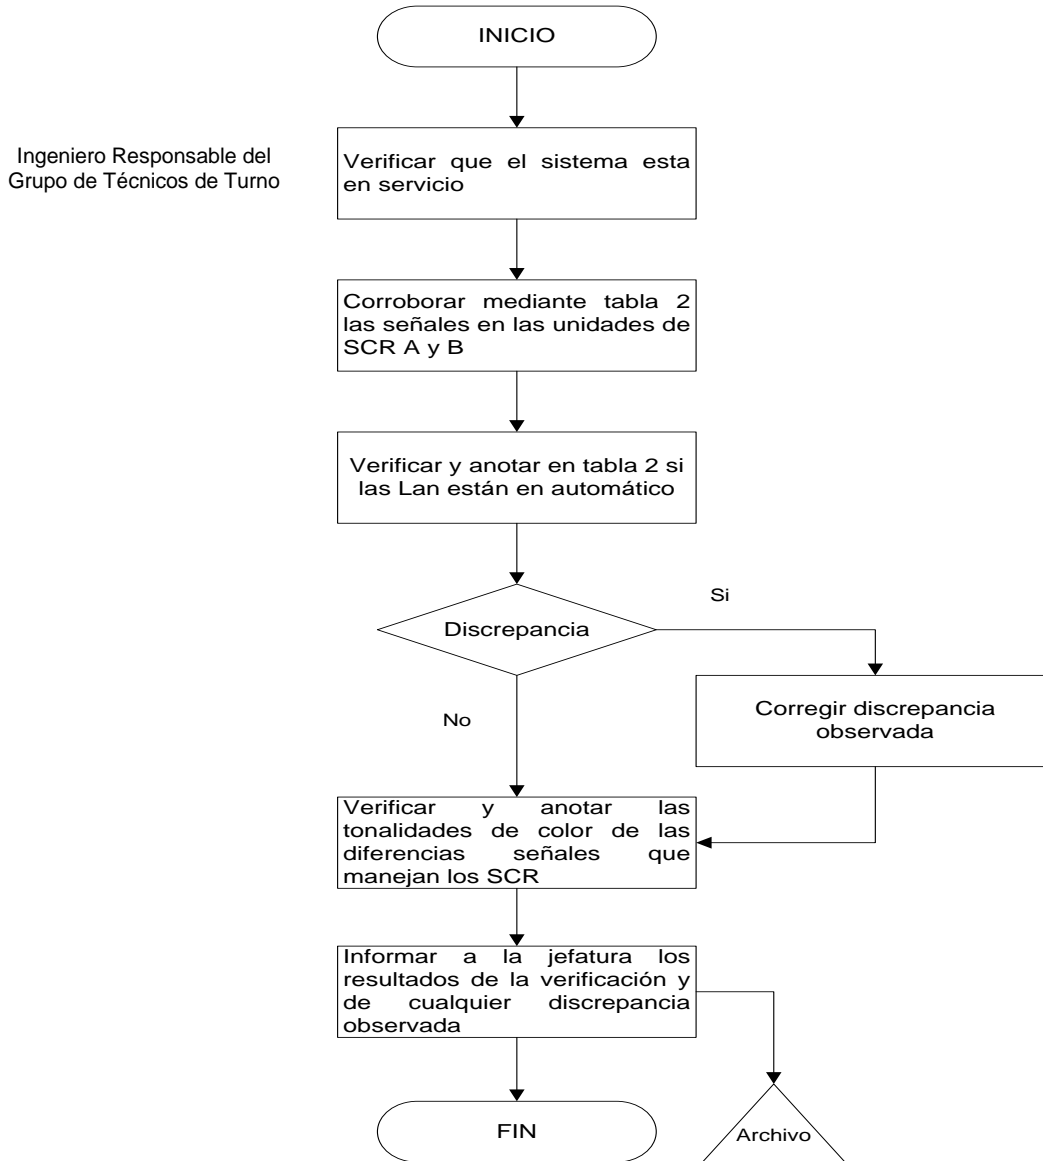 INICIO
Ingeniero Responsable del
Grupo de Técnicos de Turno
Verificar que el sistema esta
en servicio
Corroborar mediante tabla 2
las señales en las unidades de
SCR A y B
Verificar y anotar en tabla 2 si
las Lan están en automático
Discrepancia
Si
No
Corregir discrepancia
observada
Verificar y anotar las
tonalidades de color de las
diferencias señales que
manejan los SCR
Informar a la jefatura los
resultados de la verificación y
de cualquier discrepancia
observada
FIN
Archivo